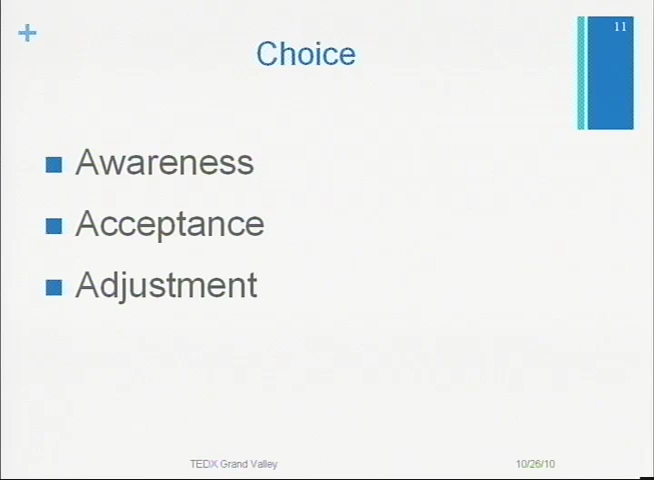 +
11
Choice
Awareness
Acceptance
Adjustment
TEDX Grand Valley
10/26/10